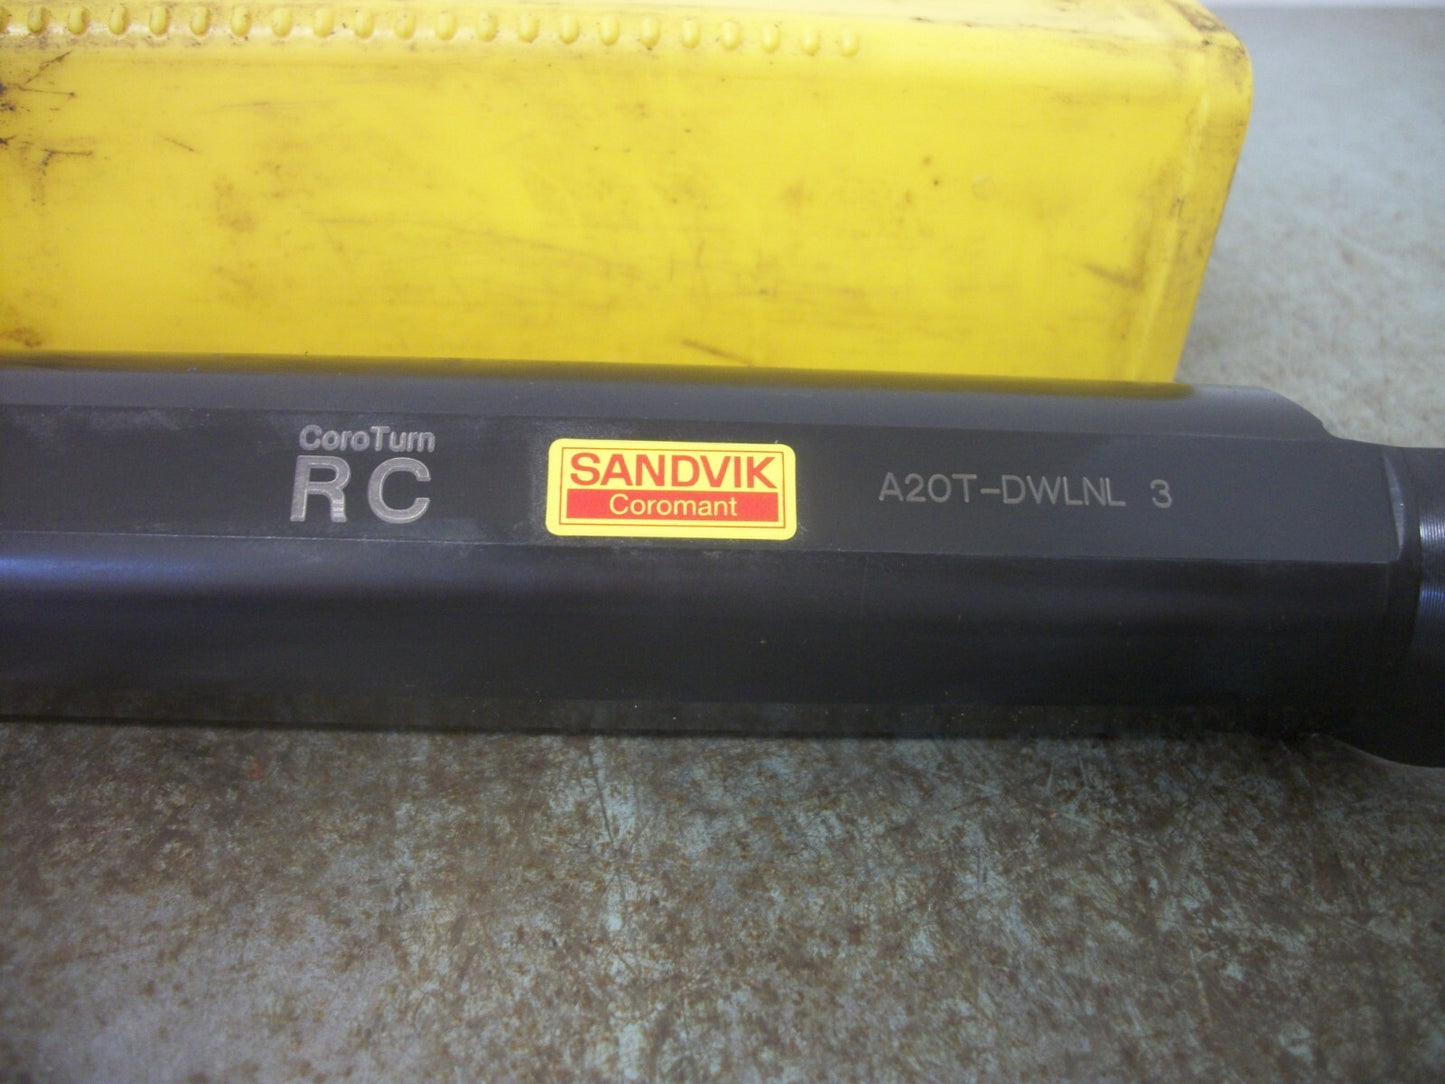 CoroTurn
RC
SANDVIK
Coromant
A20T-DWLNL 3